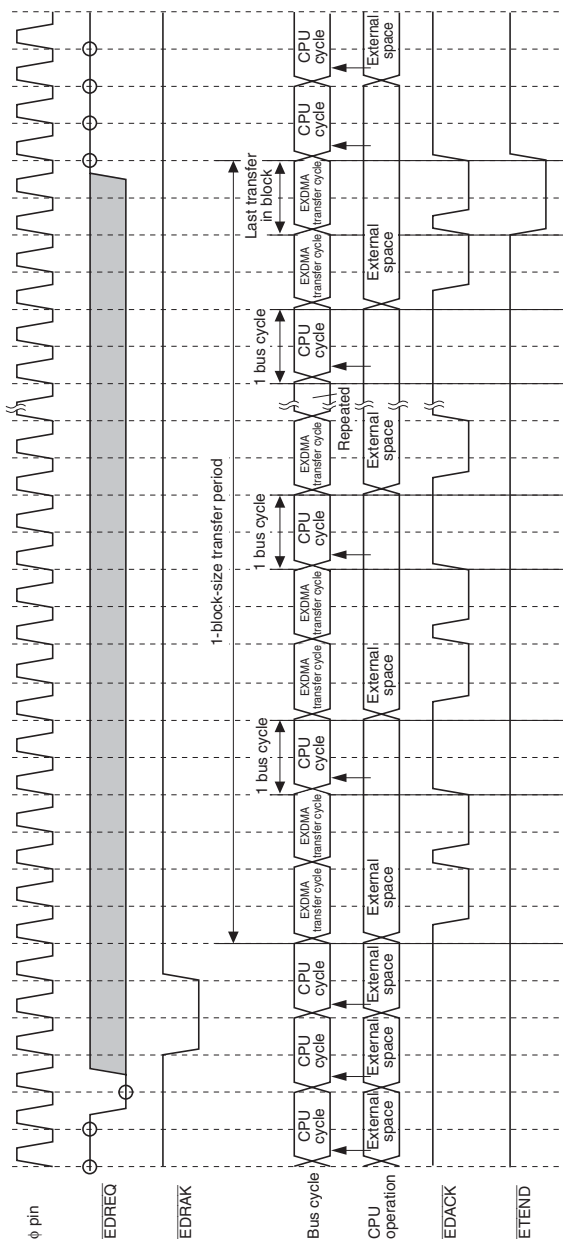 φ pin
EDREQ
EDRAK
1-block-size transfer period
Last transfer
in block
1 bus cycle
1 bus cycle
1 bus cycle
Bus cycle
CPU
cycle
CPU
cycle
CPU
cycle
EXDMA
transfer cycle
EXDMA
transfer cycle
CPU
cycle
EXDMA
transfer cycle
EXDMA
transfer cycle
CPU
cycle
EXDMA
transfer cycle
Repeated
CPU
cycle
EXDMA
transfer cycle
EXDMA
transfer cycle
CPU
cycle
CPU
cycle
CPU
operation
External
space
External
space
External
space
External
space
External
space
External
space
External
space
External
space
EDACK
ETEND